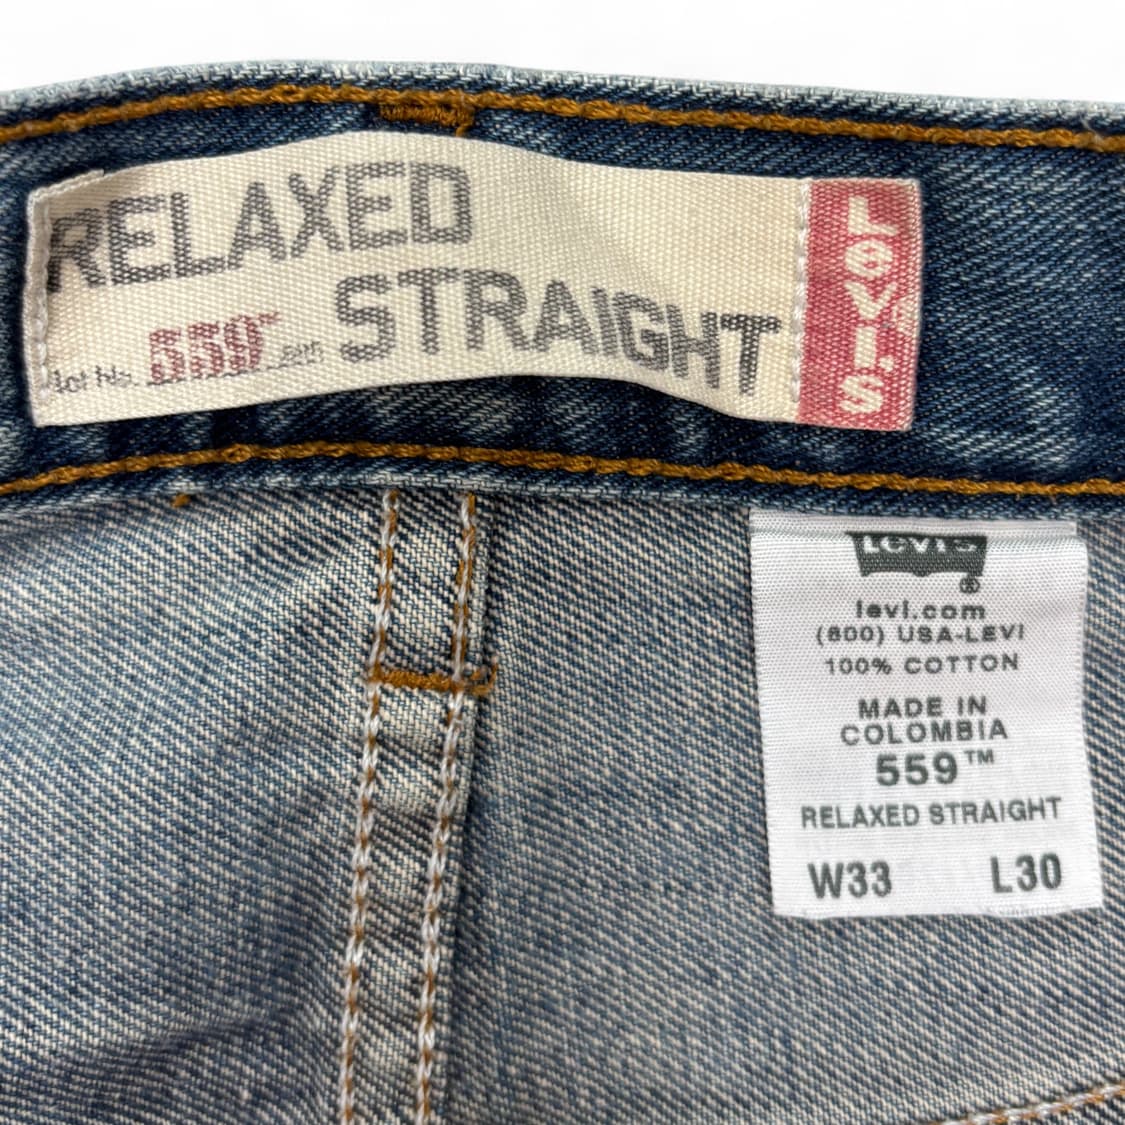 RELAXED
STRAIGHT
Lot No. 559™
LEVI'S
LEVI'S
®
levi.com
(800) USA-LEVI
100% COTTON
MADE IN
COLOMBIA
559™
RELAXED STRAIGHT
W33 L30